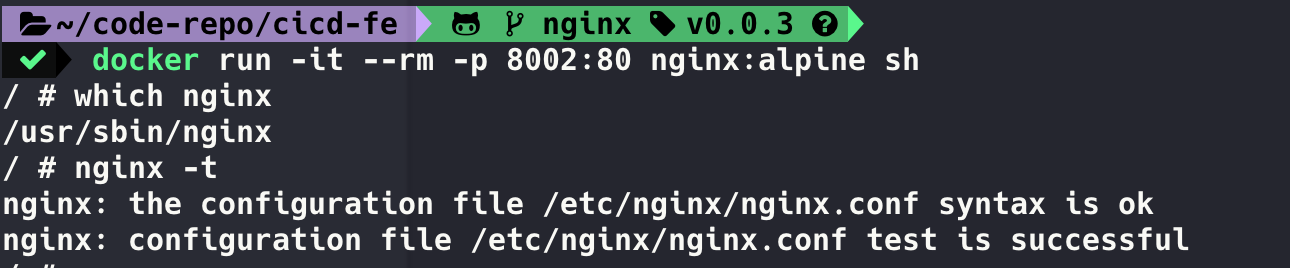 ~/code-repo/cicd-fe nginx v0.0.3
docker run -it --rm -p 8002:80 nginx:alpine sh
/ # which nginx
/usr/sbin/nginx
/ # nginx -t
nginx: the configuration file /etc/nginx/nginx.conf syntax is ok
nginx: configuration file /etc/nginx/nginx.conf test is successful
/ #